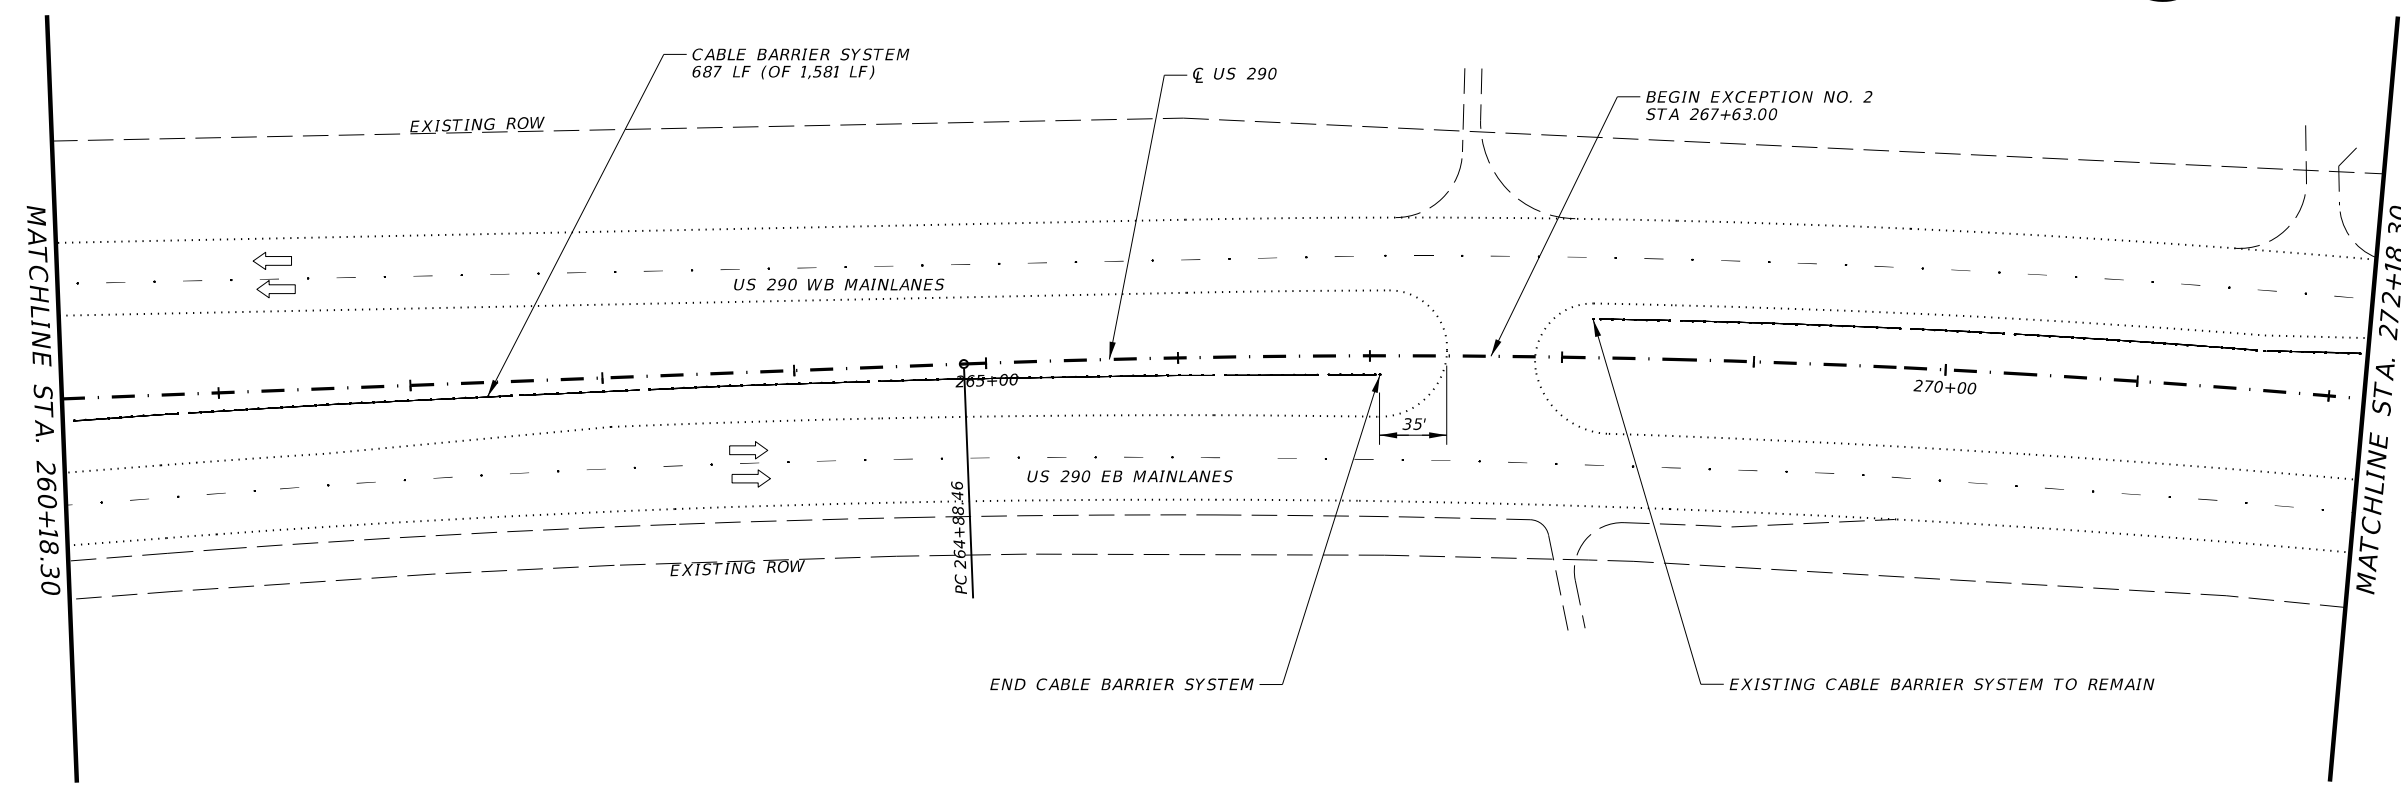 CABLE BARRIER SYSTEM
687 LF (OF 1,581 LF)
℄ US 290
BEGIN EXCEPTION NO. 2
STA 267+63.00
EXISTING ROW
MATCHLINE STA. 260+18.30
MATCHLINE STA. 272+18.30
US 290 WB MAINLANES
265+00
270+00
35'
US 290 EB MAINLANES
PC 264+88.46
EXISTING ROW
END CABLE BARRIER SYSTEM
EXISTING CABLE BARRIER SYSTEM TO REMAIN